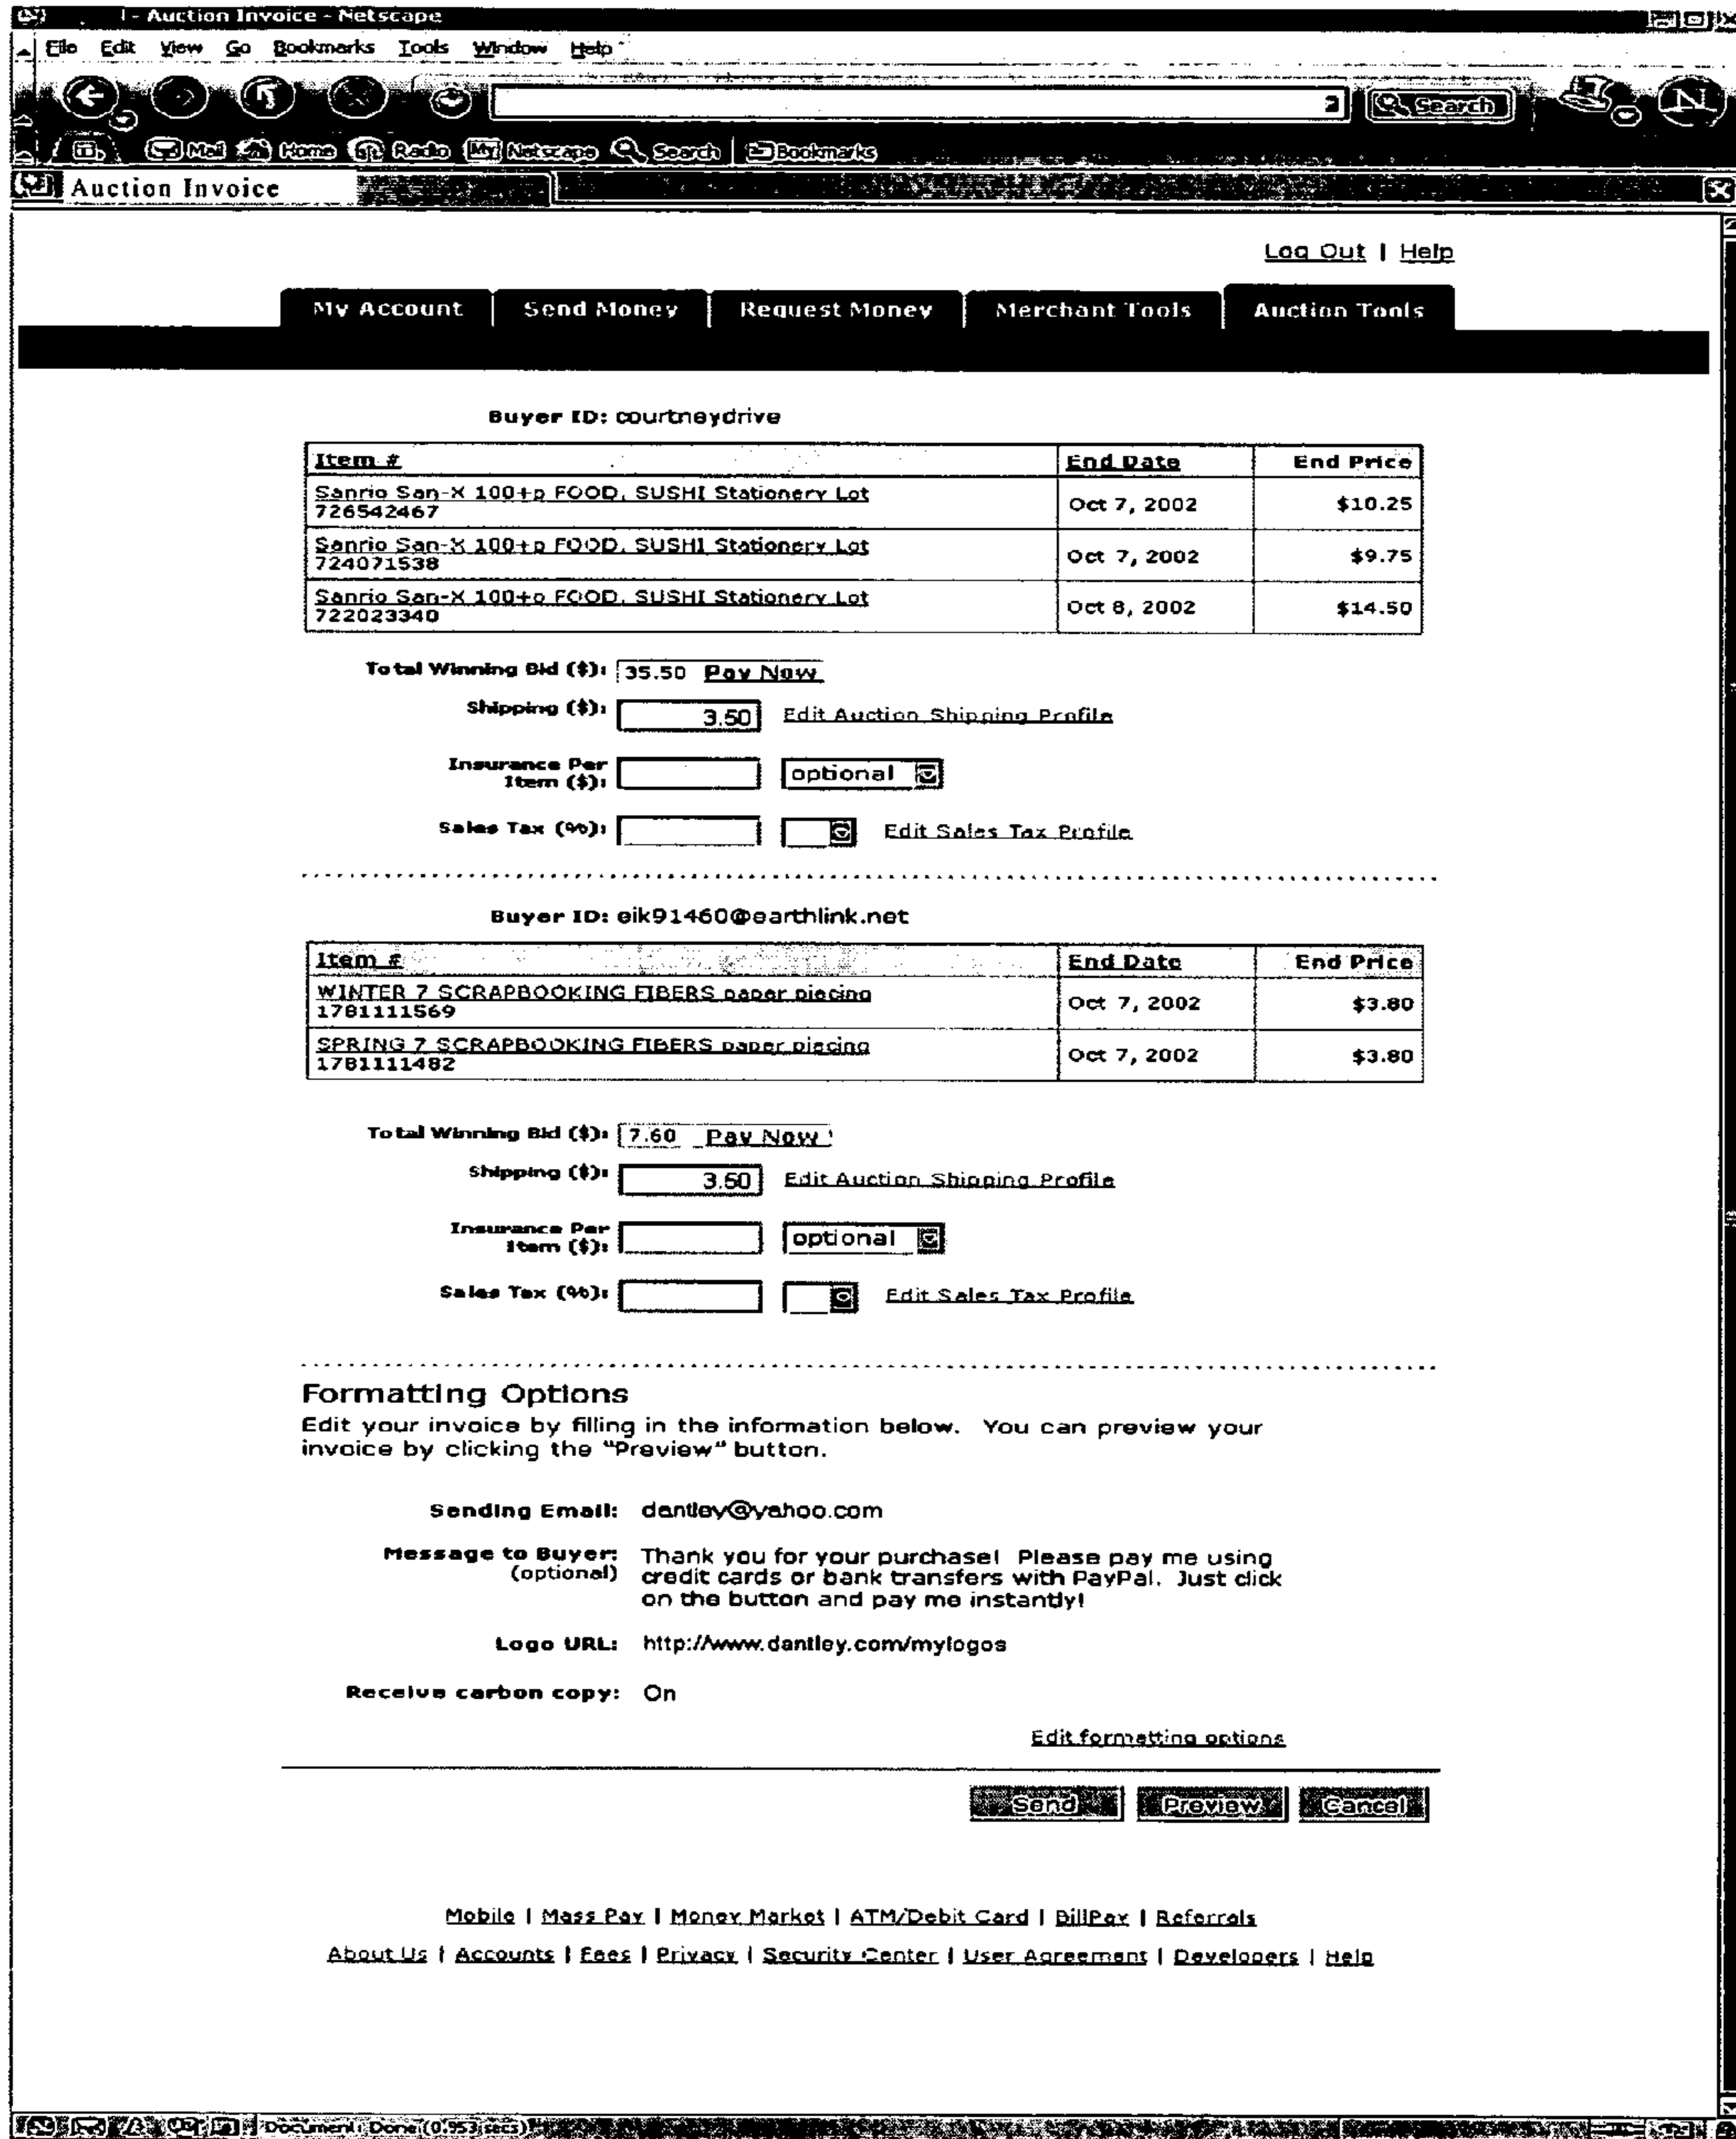 - Auction Invoice - Netscape
File Edit View Go Bookmarks Tools Window Help
Search
N
Mail Home Radio My Netscape Search Bookmarks
Auction Invoice
Log Out | Help
My Account Send Money Request Money Merchant Tools Auction Tools
Buyer ID: courtneydrive
Item # End Date End Price
Sanrio San-X 100+p FOOD, SUSHI Stationery Lot
726542467 Oct 7, 2002 $10.25
Sanrio San-X 100+p FOOD, SUSHI Stationery Lot
724071538 Oct 7, 2002 $9.75
Sanrio San-X 100+p FOOD, SUSHI Stationery Lot
722023340 Oct 8, 2002 $14.50
Total Winning Bid ($): 35.50 Pay Now
Shipping ($): 3.50 Edit Auction Shipping Profile
Insurance Per
Item ($): optional
Sales Tax (%): Edit Sales Tax Profile
Buyer ID: eik91460@earthlink.net
Item # End Date End Price
WINTER 7 SCRAPBOOKING FIBERS paper piecing
1781111569 Oct 7, 2002 $3.80
SPRING 7 SCRAPBOOKING FIBERS paper piecing
1781111482 Oct 7, 2002 $3.80
Total Winning Bid ($): 7.60 Pay Now
Shipping ($): 3.50 Edit Auction Shipping Profile
Insurance Per
Item ($): optional
Sales Tax (%): Edit Sales Tax Profile
Formatting Options
Edit your invoice by filling in the information below. You can preview your
invoice by clicking the "Preview" button.
Sending Email: dantley@yahoo.com
Message to Buyer: Thank you for your purchase! Please pay me using
(optional) credit cards or bank transfers with PayPal. Just click
on the button and pay me instantly!
Logo URL: http://www.dantley.com/mylogos
Receive carbon copy: On
Edit formatting options
Send Preview Cancel
Mobile | Mass Pay | Money Market | ATM/Debit Card | BillPay | Referrals
About Us | Accounts | Fees | Privacy | Security Center | User Agreement | Developers | Help
Document: Done (0.953 secs)